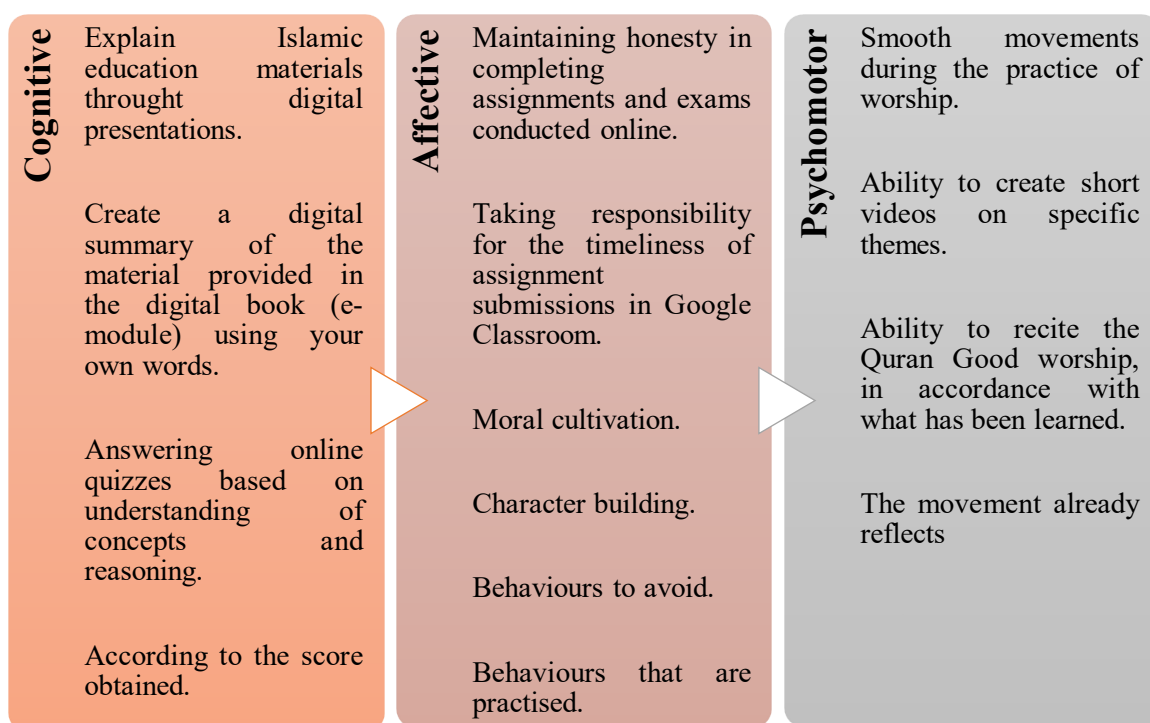 Cognitive
Explain Islamic
education materials
throught digital
presentations.
Create a digital
summary of the
material provided in
the digital book (e-
module) using your
own words.
Answering online
quizzes based on
understanding of
concepts and
reasoning.
According to the score
obtained.
Affective
Maintaining honesty in
completing
assignments and exams
conducted online.
Taking responsibility
for the timeliness of
assignment
submissions in Google
Classroom.
Moral cultivation.
Character building.
Behaviours to avoid.
Behaviours that are
practised.
Psychomotor
Smooth movements
during the practice of
worship.
Ability to create short
videos on specific
themes.
Ability to recite the
Quran Good worship,
in accordance with
what has been learned.
The movement already
reflects